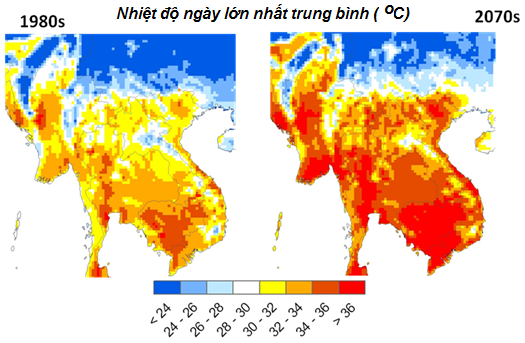 Nhiệt độ ngày lớn nhất trung bình ( ⁰C)
1980s
2070s
< 24
24 - 26
26 - 28
28 - 30
30 - 32
32 - 34
34 - 36
> 36